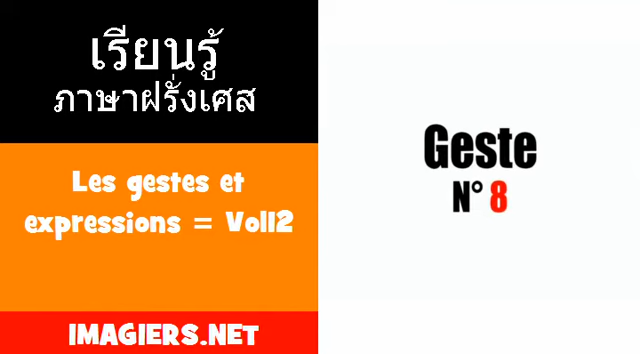 เรียนรู้
ภาษาฝรั่งเศส
Les gestes et
expressions = Vol12
IMAGIERS.NET
Geste
N° 8